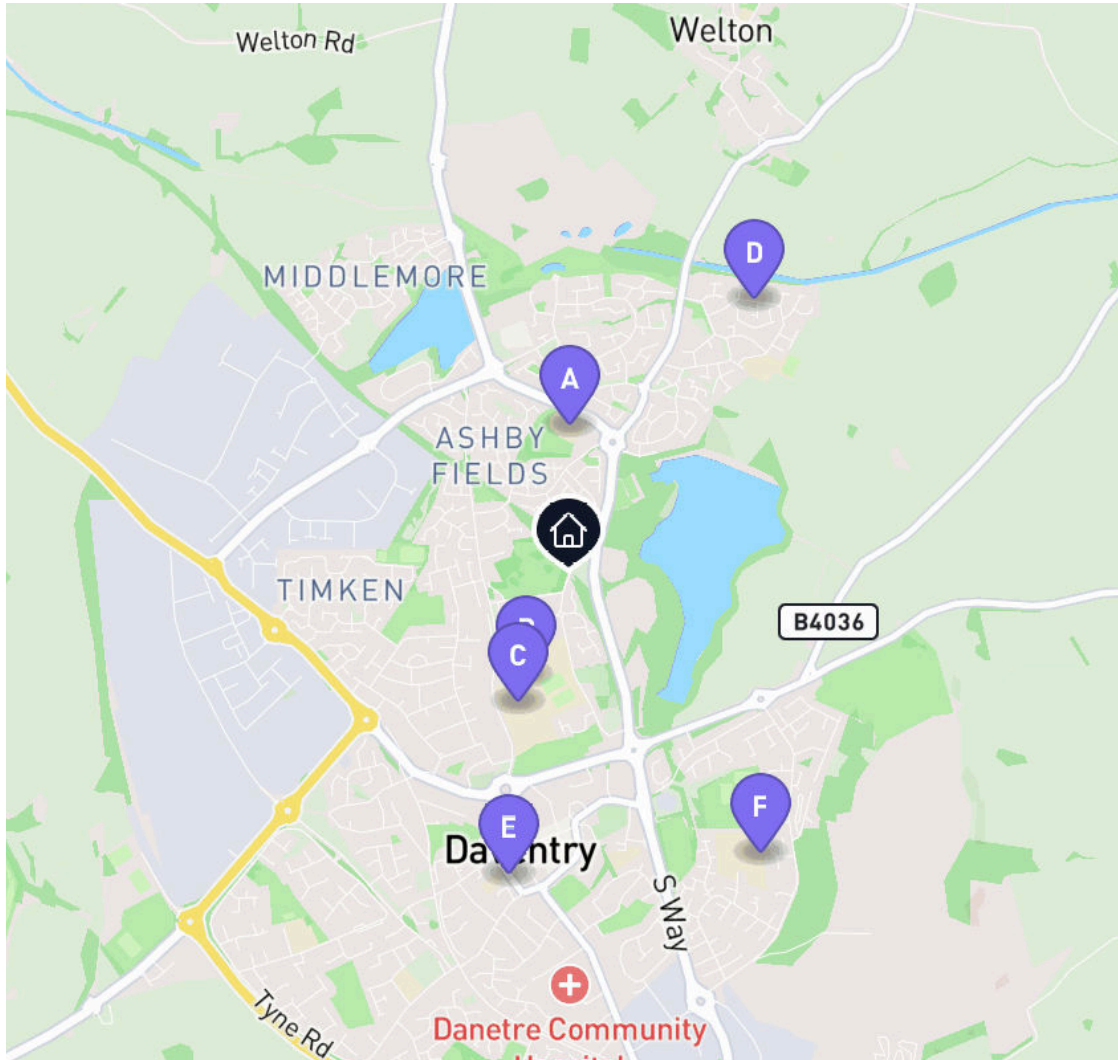 Welton Rd
Welton
D
MIDDLEMORE
A
ASHBY
FIELDS
TIMKEN
B4036
C
F
E
Daventry
S Way
Tyne Rd
Danetre Community